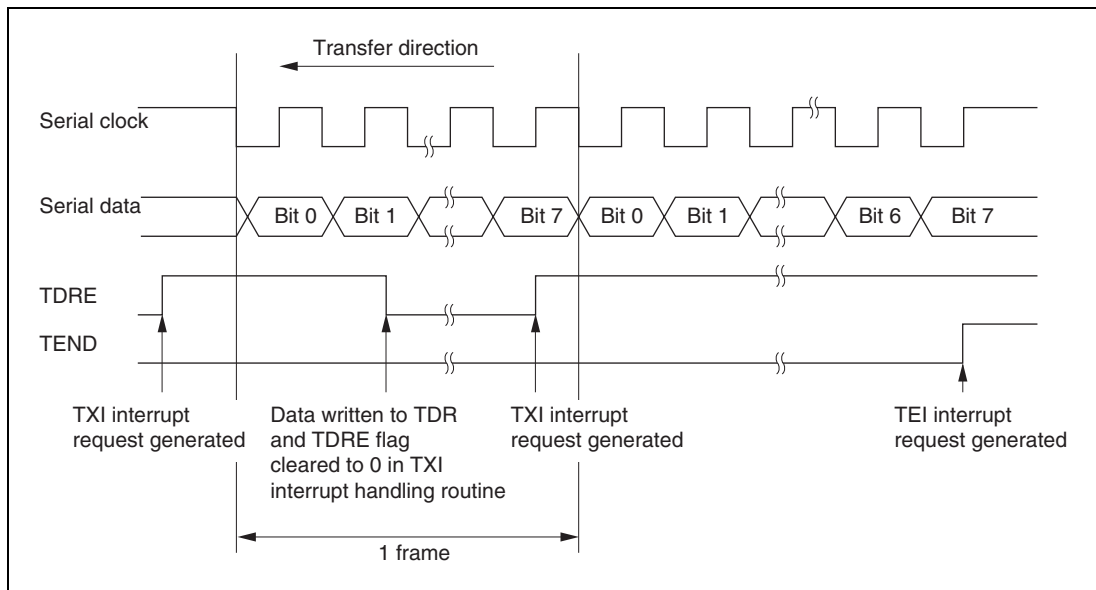 Transfer direction
Serial clock
Serial data
Bit 0
Bit 1
Bit 7
Bit 0
Bit 1
Bit 6
Bit 7
TDRE
TEND
TXI interrupt
request generated
Data written to TDR
and TDRE flag
cleared to 0 in TXI
interrupt handling routine
TXI interrupt
request generated
TEI interrupt
request generated
1 frame